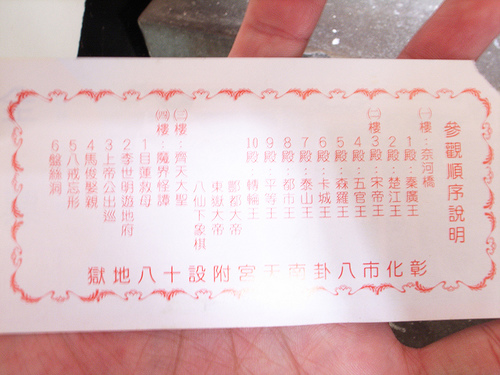 參觀順序說明
(一)樓:奈河橋
1殿:秦廣王
2殿:楚江王
(二)樓3殿:宋帝王
4殿:五官王
5殿:森羅王
6殿:卡城王
7殿:泰山王
8殿:都市王
9殿:平等王
10殿:轉輪王
酆都大帝
東嶽大帝
八仙下象棋
(三)樓:齊天大聖
(四)樓:魔界怪譚
1目蓮救母
2李世明遊地府
3上帝公出巡
4馬俊娶親
5八戒忘形
6盤絲洞
彰化市八卦南天宮附設十八地獄